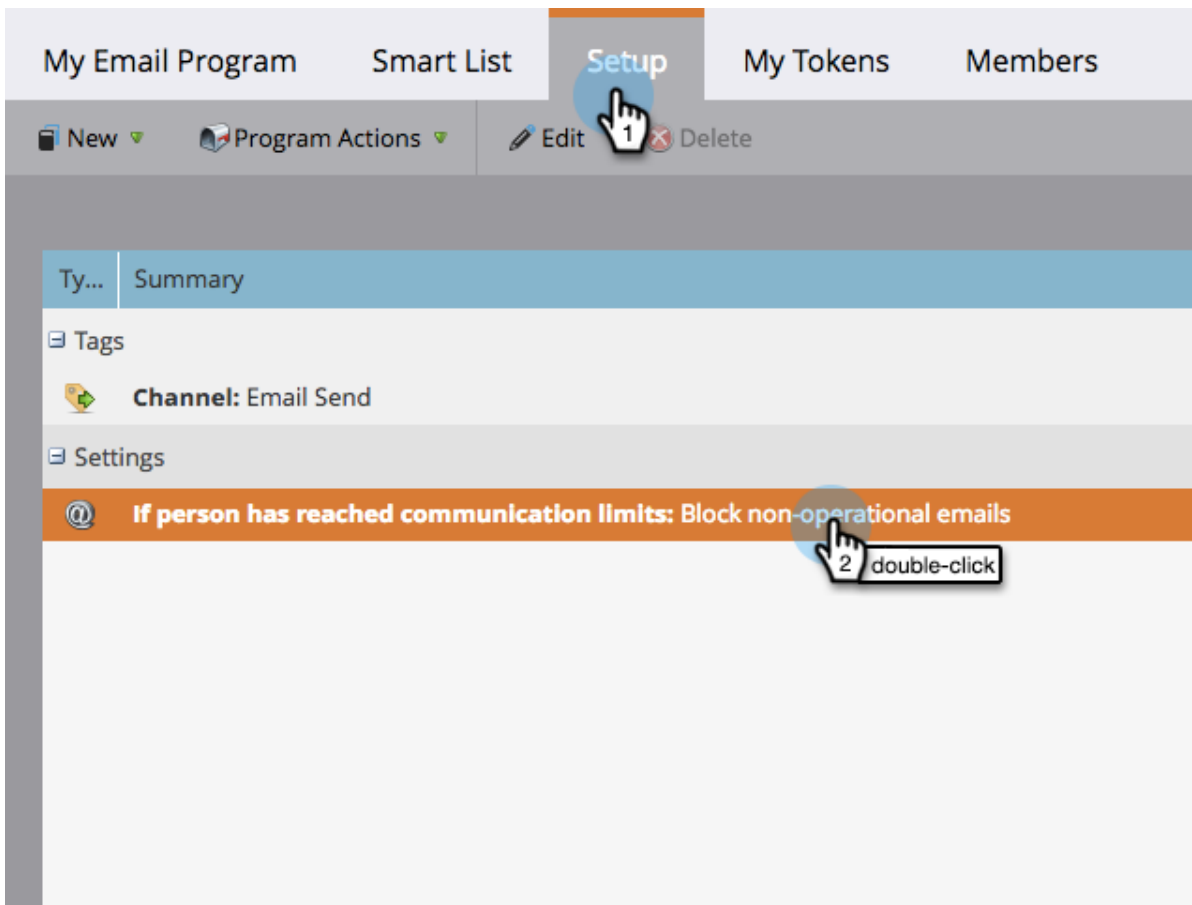 My Email Program Smart List Setup My Tokens Members
New Program Actions Edit 1 Delete
Ty... Summary
Tags
Channel: Email Send
Settings
@ If person has reached communication limits: Block non-operational emails
2 double-click